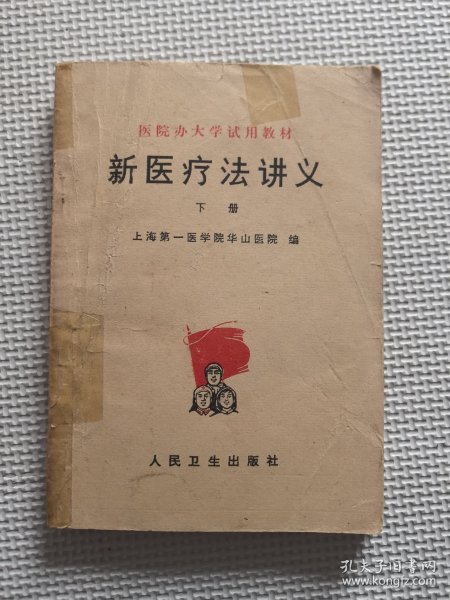 医院办大学试用教材
新医疗法讲义
下 册
上海第一医学院华山医院 编
人民卫生出版社
孔夫子旧书网
www.kongfz.com